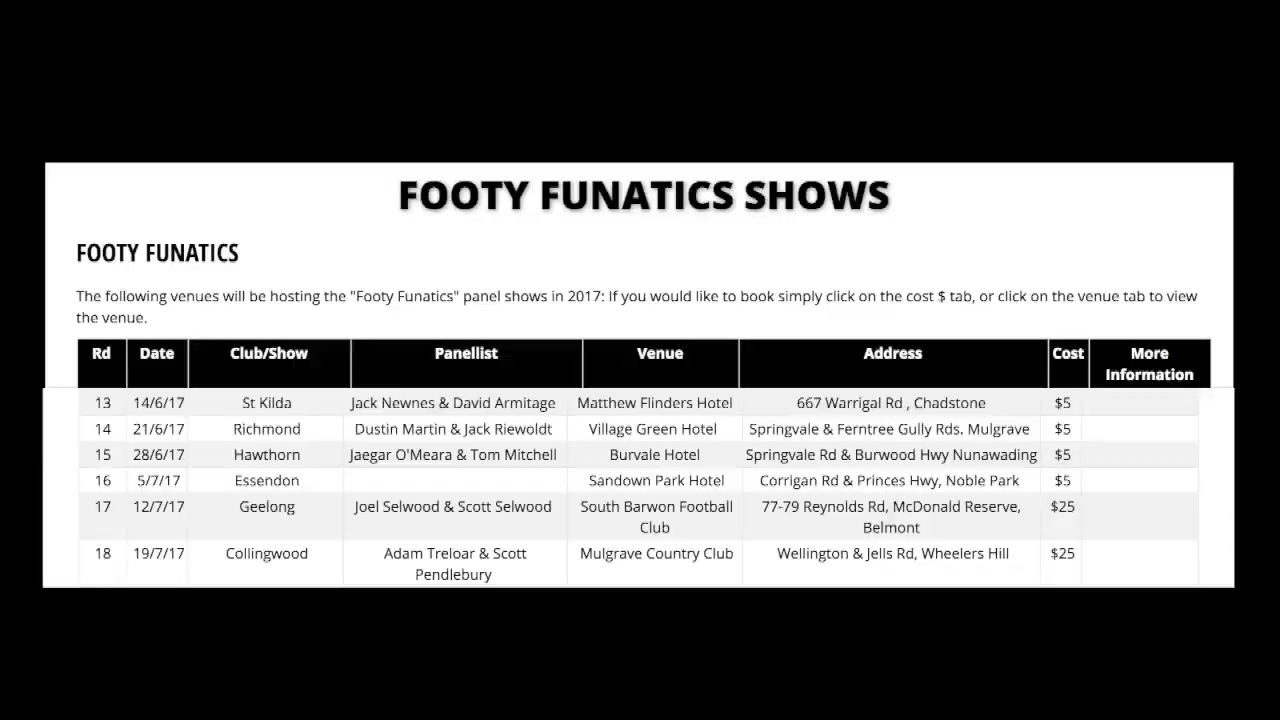 FOOTY FUNATICS SHOWS
FOOTY FUNATICS
The following venues will be hosting the "Footy Funatics" panel shows in 2017: If you would like to book simply click on the cost $ tab, or click on the venue tab to view
the venue.
Rd Date Club/Show Panellist Venue Address Cost More
Information
13 14/6/17 St Kilda Jack Newnes & David Armitage Matthew Flinders Hotel 667 Warrigal Rd , Chadstone $5
14 21/6/17 Richmond Dustin Martin & Jack Riewoldt Village Green Hotel Springvale & Ferntree Gully Rds. Mulgrave $5
15 28/6/17 Hawthorn Jaegar O'Meara & Tom Mitchell Burvale Hotel Springvale Rd & Burwood Hwy Nunawading $5
16 5/7/17 Essendon Sandown Park Hotel Corrigan Rd & Princes Hwy, Noble Park $5
17 12/7/17 Geelong Joel Selwood & Scott Selwood South Barwon Football 77-79 Reynolds Rd, McDonald Reserve, $25
Club Belmont
18 19/7/17 Collingwood Adam Treloar & Scott Mulgrave Country Club Wellington & Jells Rd, Wheelers Hill $25
Pendlebury